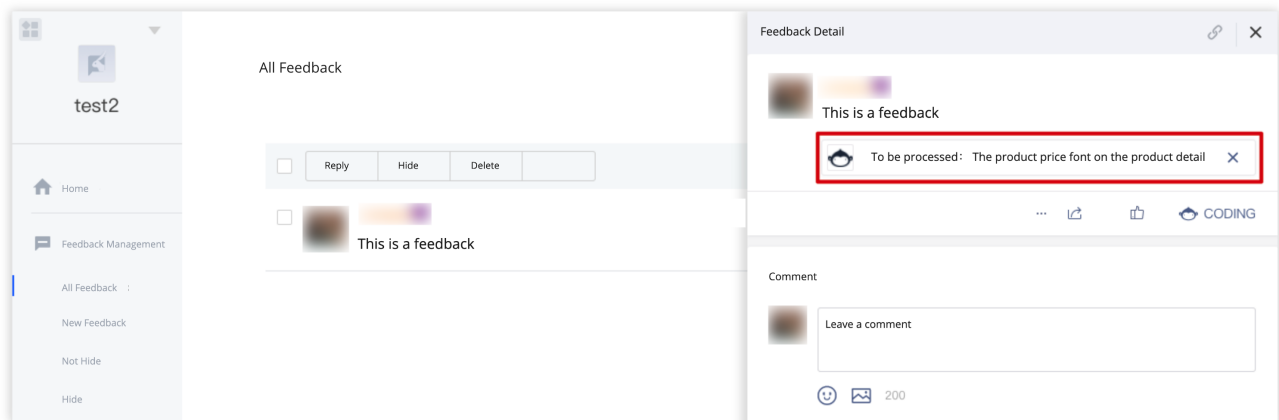 test2
Home
Feedback Management
All Feedback :
New Feedback
Not Hide
Hide
All Feedback
Reply Hide Delete
This is a feedback
Feedback Detail
This is a feedback
To be processed: The product price font on the product detail
... CODING
Comment
Leave a comment
200